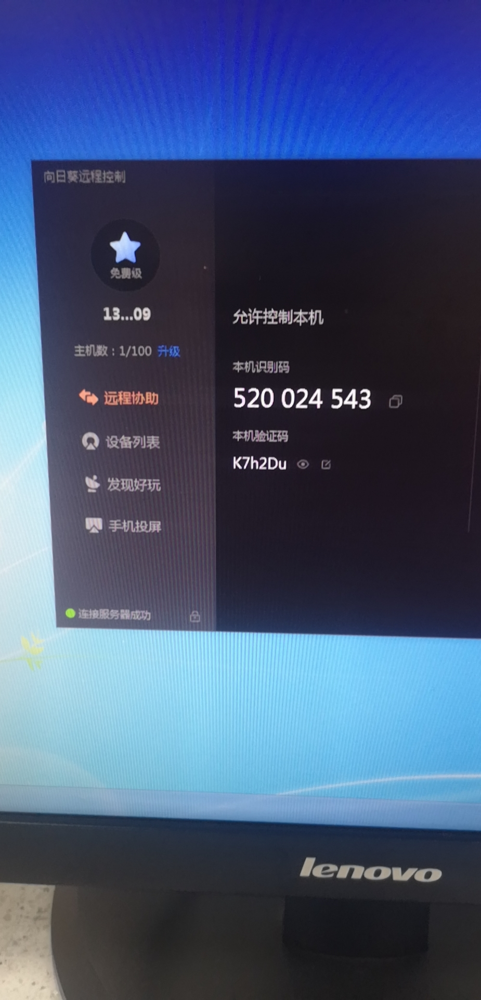 向日葵远程控制
免费级
13...09
主机数：1/100 升级
远程协助
设备列表
发现好玩
手机投屏
连接服务器成功
允许控制本机
本机识别码
520 024 543
本机验证码
K7h2Du
lenovo